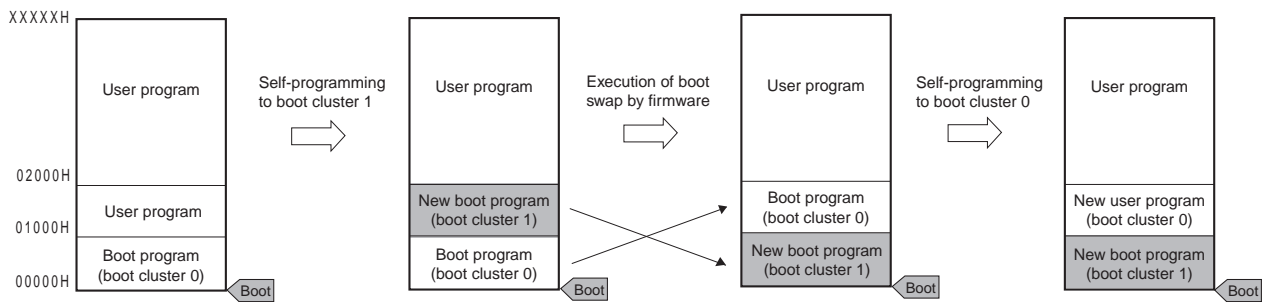 XXXXXH
User program
02000H
User program
01000H
Boot program
(boot cluster 0)
00000H
Boot
Self-programming
to boot cluster 1
User program
New boot program
(boot cluster 1)
Boot program
(boot cluster 0)
Boot
Execution of boot
swap by firmware
User program
Boot program
(boot cluster 0)
New boot program
(boot cluster 1)
Boot
Self-programming
to boot cluster 0
User program
New user program
(boot cluster 0)
New boot program
(boot cluster 1)
Boot